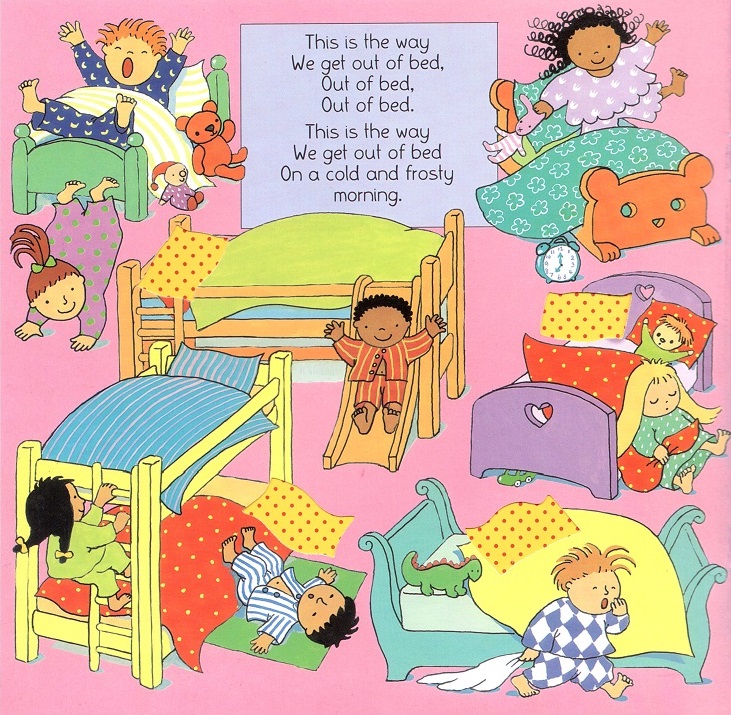 This is the way
We get out of bed,
Out of bed,
Out of bed.
This is the way
We get out of bed
On a cold and frosty
morning.